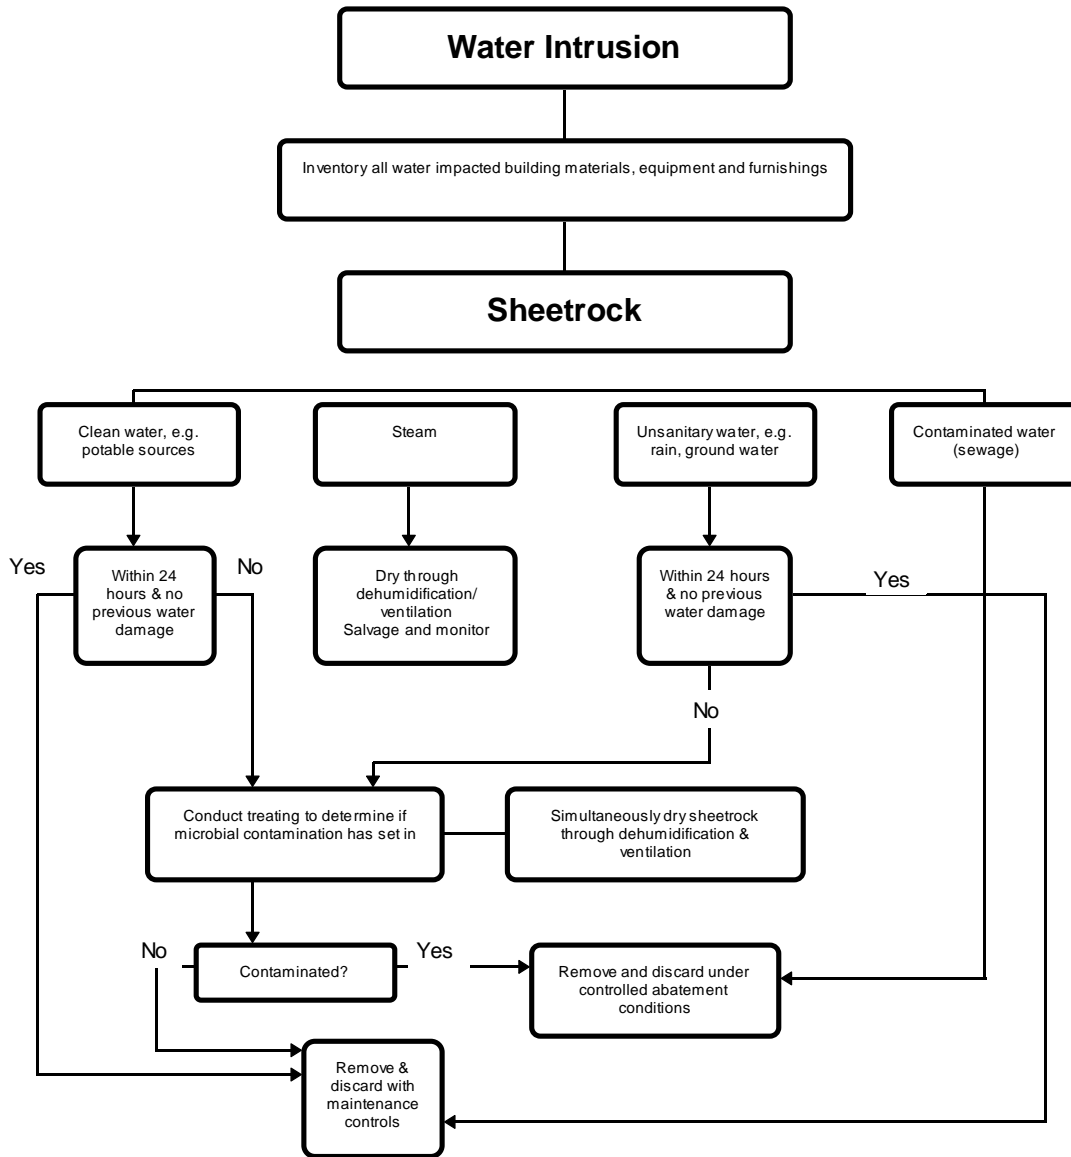 Water Intrusion
Inventory all water impacted building materials, equipment and furnishings
Sheetrock
Clean water, e.g.
potable sources
Steam
Unsanitary water, e.g.
rain, ground water
Contaminated water
(sewage)
Yes
Within 24
hours & no
previous water
damage
No
Dry through
dehumidification/
ventilation
Salvage and monitor
Within 24 hours
& no previous
water damage
Yes
No
Conduct treating to determine if
microbial contamination has set in
Simultaneously dry sheetrock
through dehumidification &
ventilation
No
Contaminated?
Yes
Remove and discard under
controlled abatement
conditions
Remove &
discard with
maintenance
controls